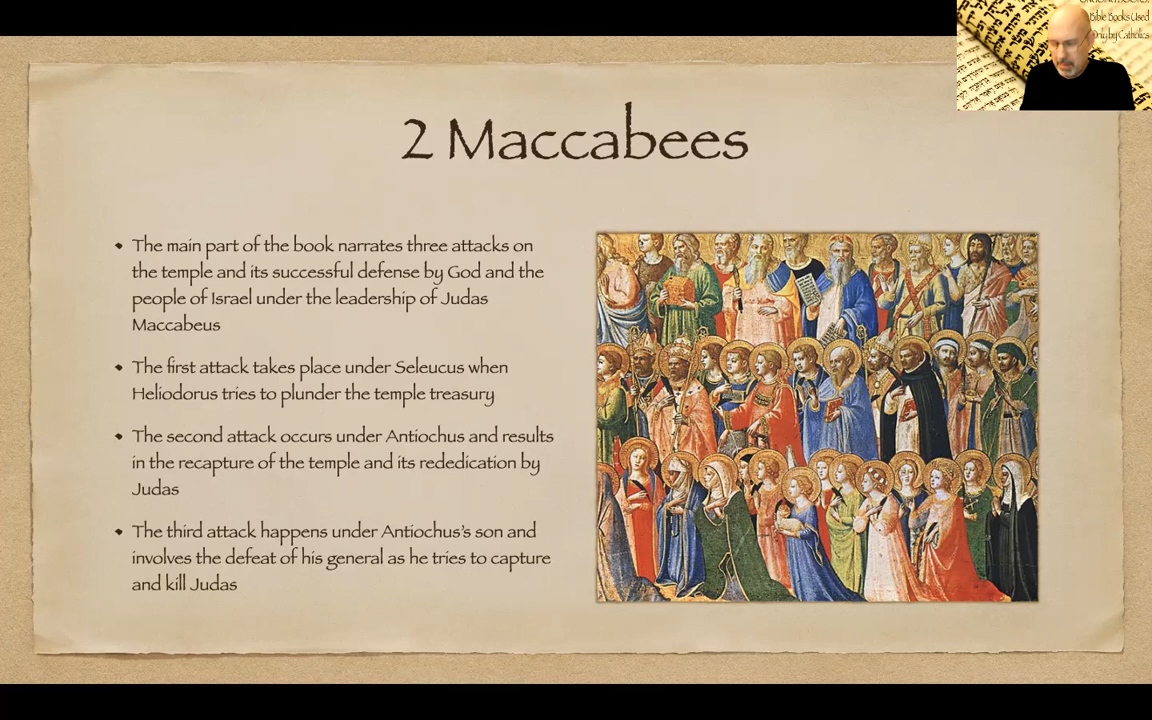 2 Maccabees
The main part of the book narrates three attacks on
the temple and its successful defense by God and the
people of Israel under the leadership of Judas
Maccabeus
The first attack takes place under Seleucus when
Heliodorus tries to plunder the temple treasury
The second attack occurs under Antiochus and results
in the recapture of the temple and its rededication by
Judas
The third attack happens under Antiochus's son and
involves the defeat of his general as he tries to capture
and kill Judas
Bible Books Used
Only by Catholics